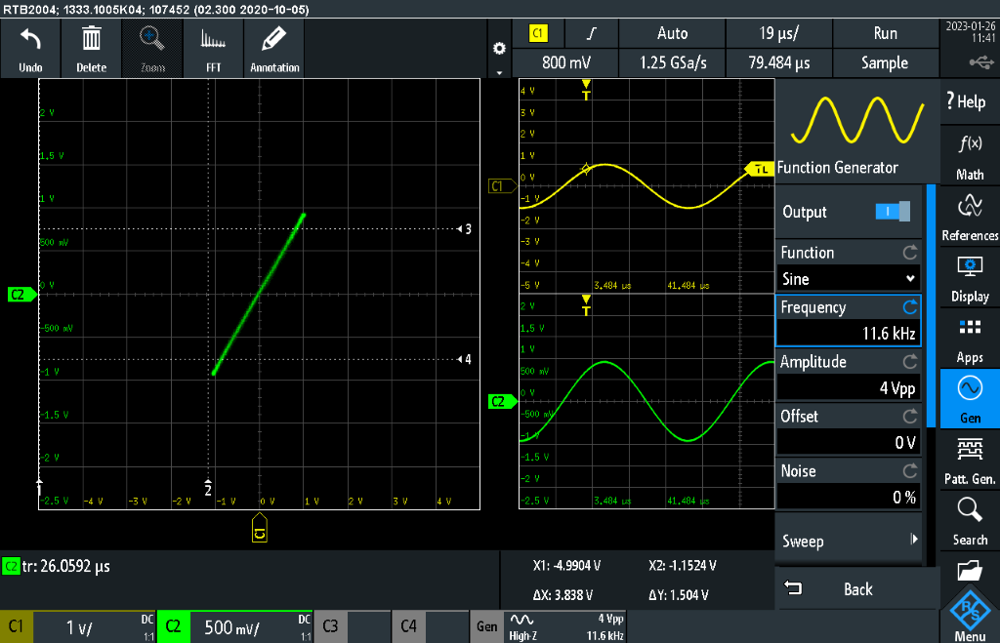 RTB2004; 1333.1005K04; 107452 (02.300 2020-10-05)
Undo Delete Zoom FFT Annotation
C1 Auto 19 µs/ Run
800 mV 1.25 GSa/s 79.484 µs Sample
2023-01-26
11:41
2 V
1.5 V
1 V
500 mV
0 V
-500 mV
-1 V
-1.5 V
-2 V
-2.5 V -4 V -3 V -2 V -1 V 0 V 1 V 2 V 3 V 4 V
3
4
1
2
C2
C1
T
4 V
3 V
2 V
1 V
0 V
-1 V
-2 V
-3 V
-4 V
-5 V 3.484 µs 41.484 µs
C1
TL
T
2 V
1.5 V
1 V
500 mV
0 V
-500 mV
-1 V
-1.5 V
-2 V
-2.5 V 3.484 µs 41.484 µs
C2
Function Generator
Output
Function
Sine
Frequency
11.6 kHz
Amplitude
4 Vpp
Offset
0 V
Noise
0 %
Sweep
Back
? Help
f(x)
Math
References
Display
Apps
Gen
Patt. Gen.
Search
R&S
Menu
C2 tr: 26.0592 µs
X1: -4.9904 V X2: -1.1524 V
ΔX: 3.838 V ΔY: 1.504 V
C1 1 V/ DC 1:1 C2 500 mV/ DC 1:1 C3 C4 Gen High-Z 4 Vpp 11.6 kHz